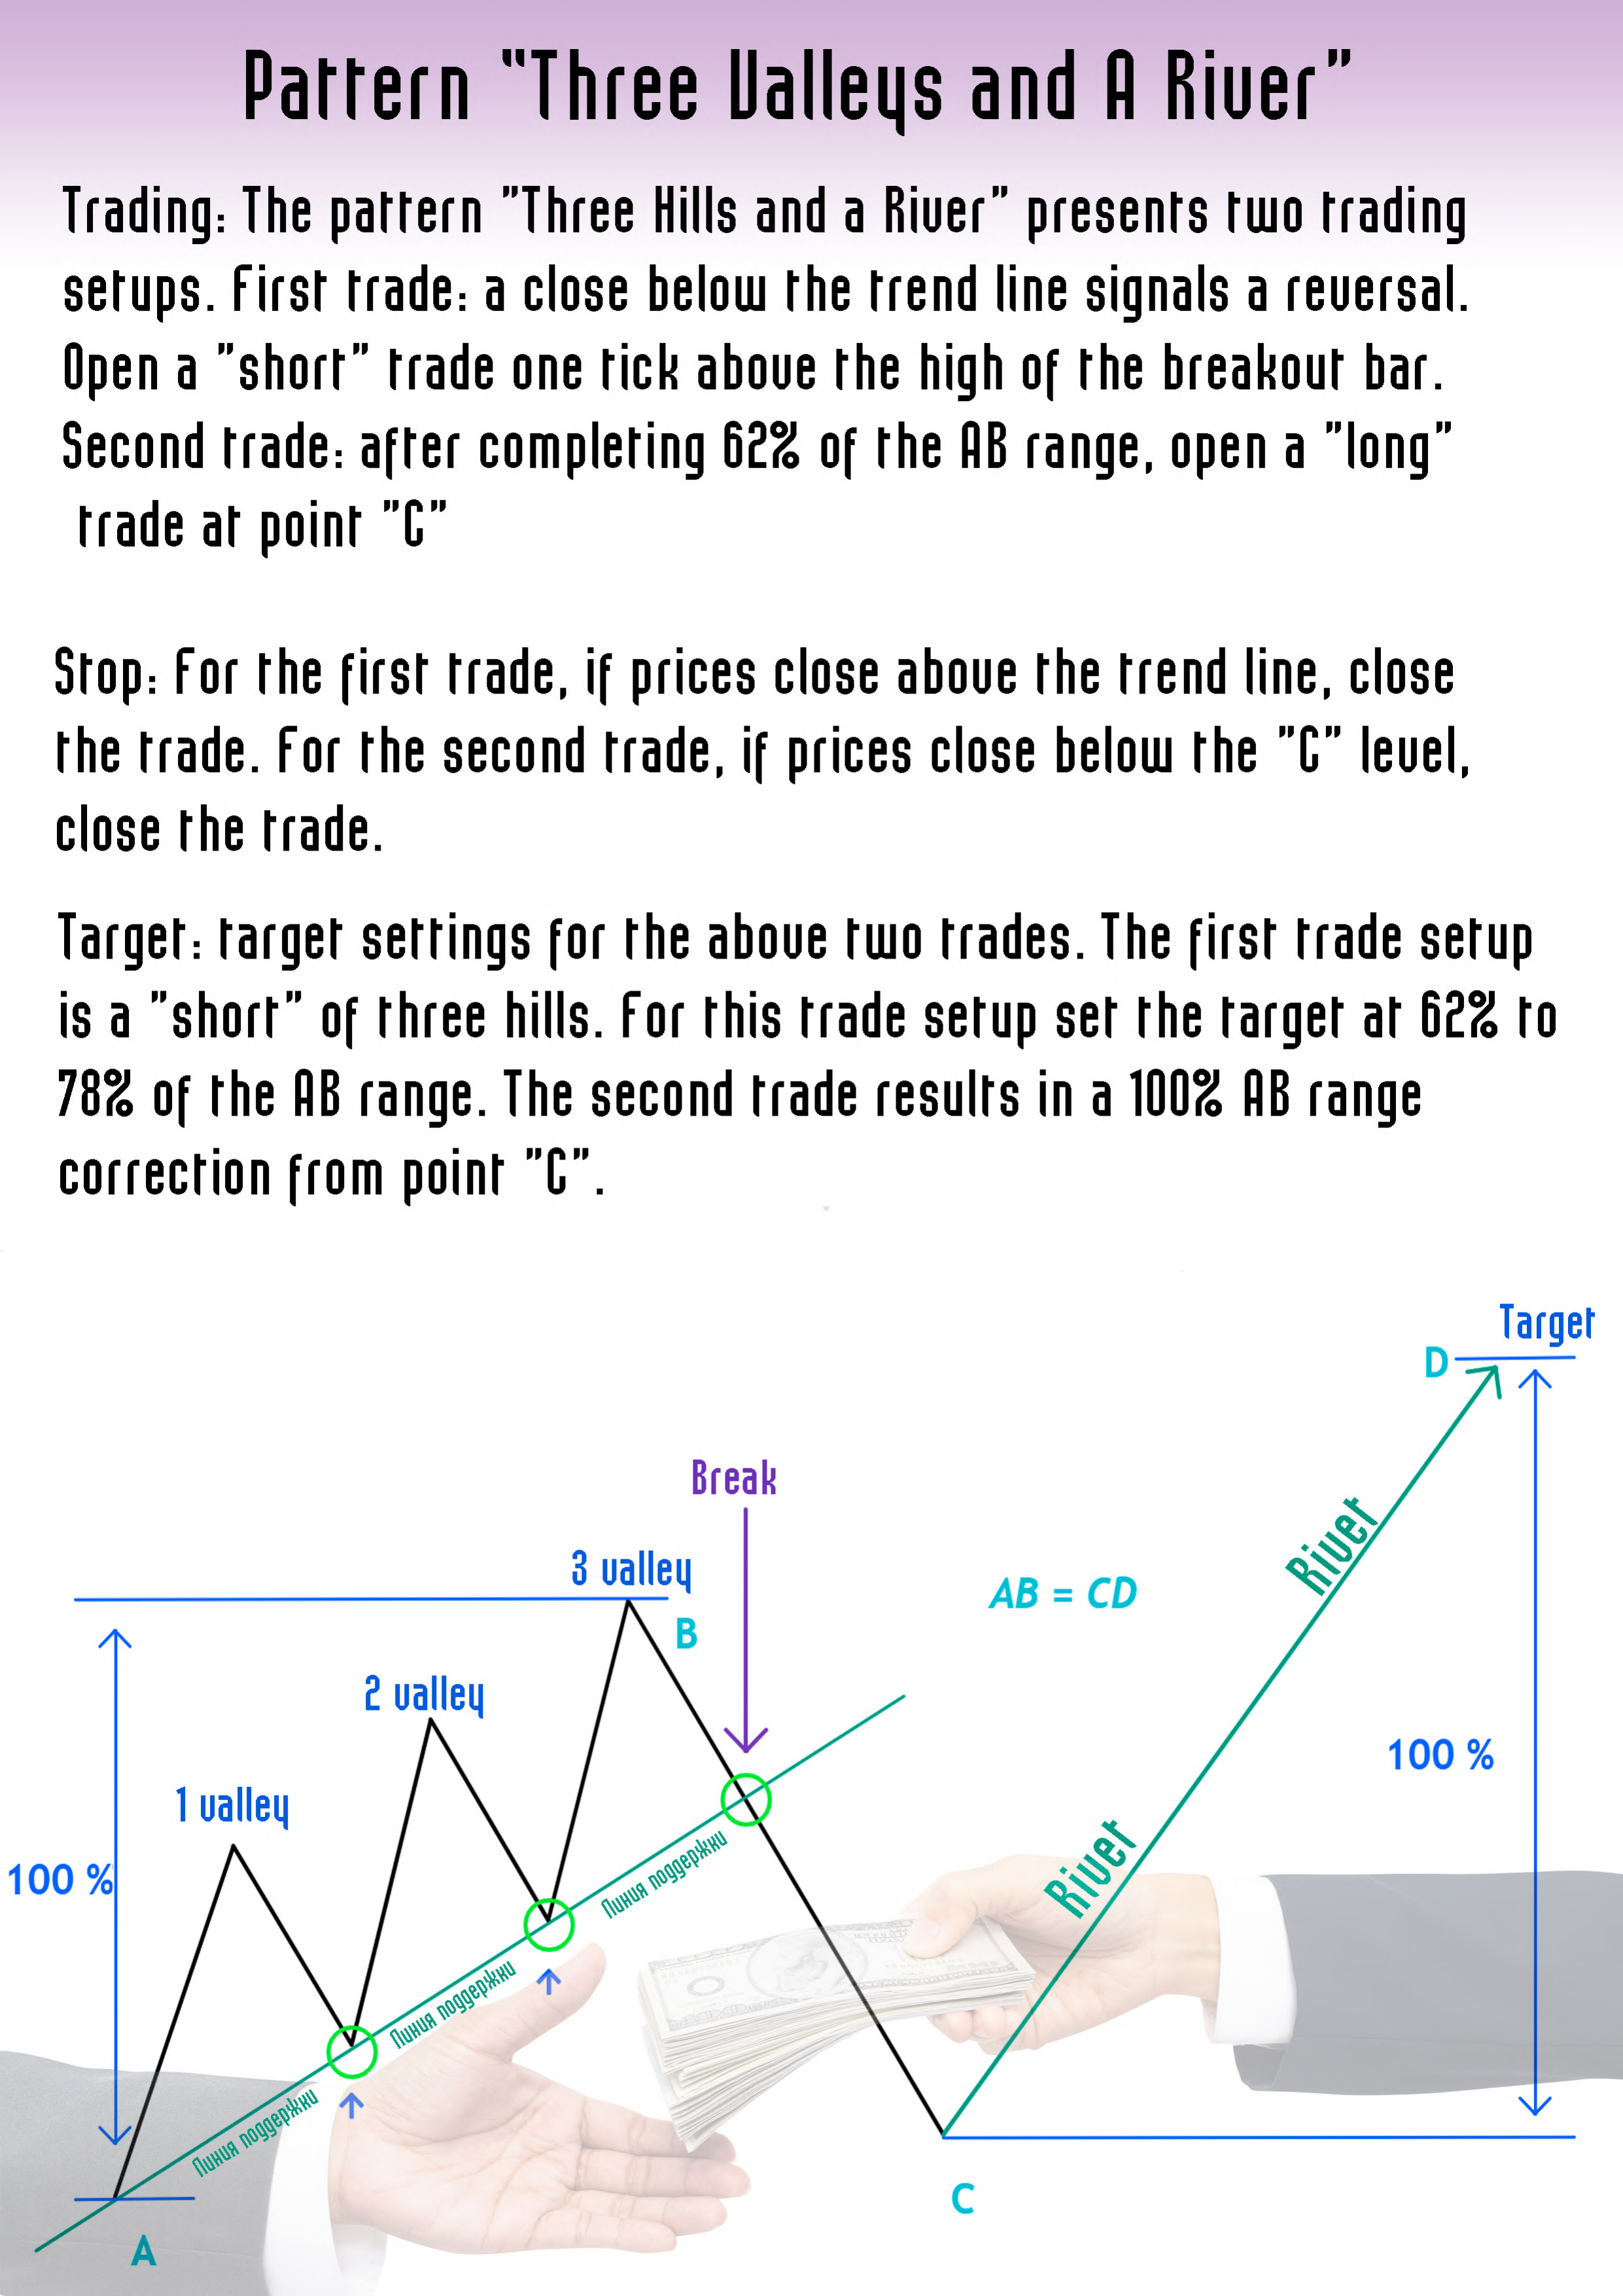 Pattern “Three Valleys and A River”
Trading: The pattern "Three Hills and a River" presents two trading
setups. First trade: a close below the trend line signals a reversal.
Open a "short" trade one tick above the high of the breakout bar.
Second trade: after completing 62% of the AB range, open a "long"
trade at point "C"
Stop: For the first trade, if prices close above the trend line, close
the trade. For the second trade, if prices close below the "C" level,
close the trade.
Target: target settings for the above two trades. The first trade setup
is a "short" of three hills. For this trade setup set the target at 62% to
78% of the AB range. The second trade results in a 100% AB range
correction from point "C".
Target
D
Break
3 valley
AB = CD
B
Rivet
2 valley
100 %
1 valley
100 %
Rivet
Линия поддержки
Линия поддержки
Линия поддержки
C
A